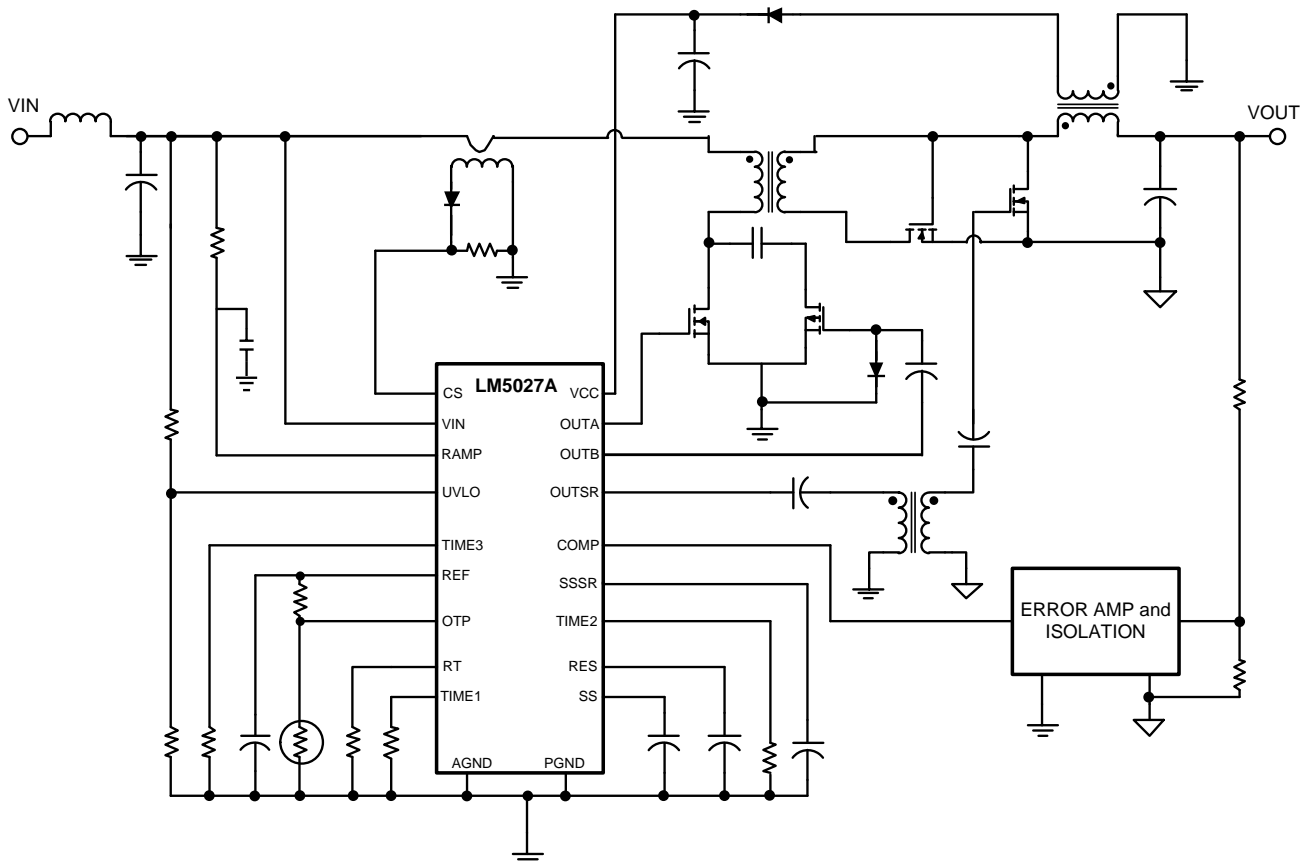 VIN
VOUT
LM5027A
CS
VIN
RAMP
UVLO
TIME3
REF
OTP
RT
TIME1
AGND
PGND
VCC
OUTA
OUTB
OUTSR
COMP
SSSR
TIME2
RES
SS
ERROR AMP and
ISOLATION